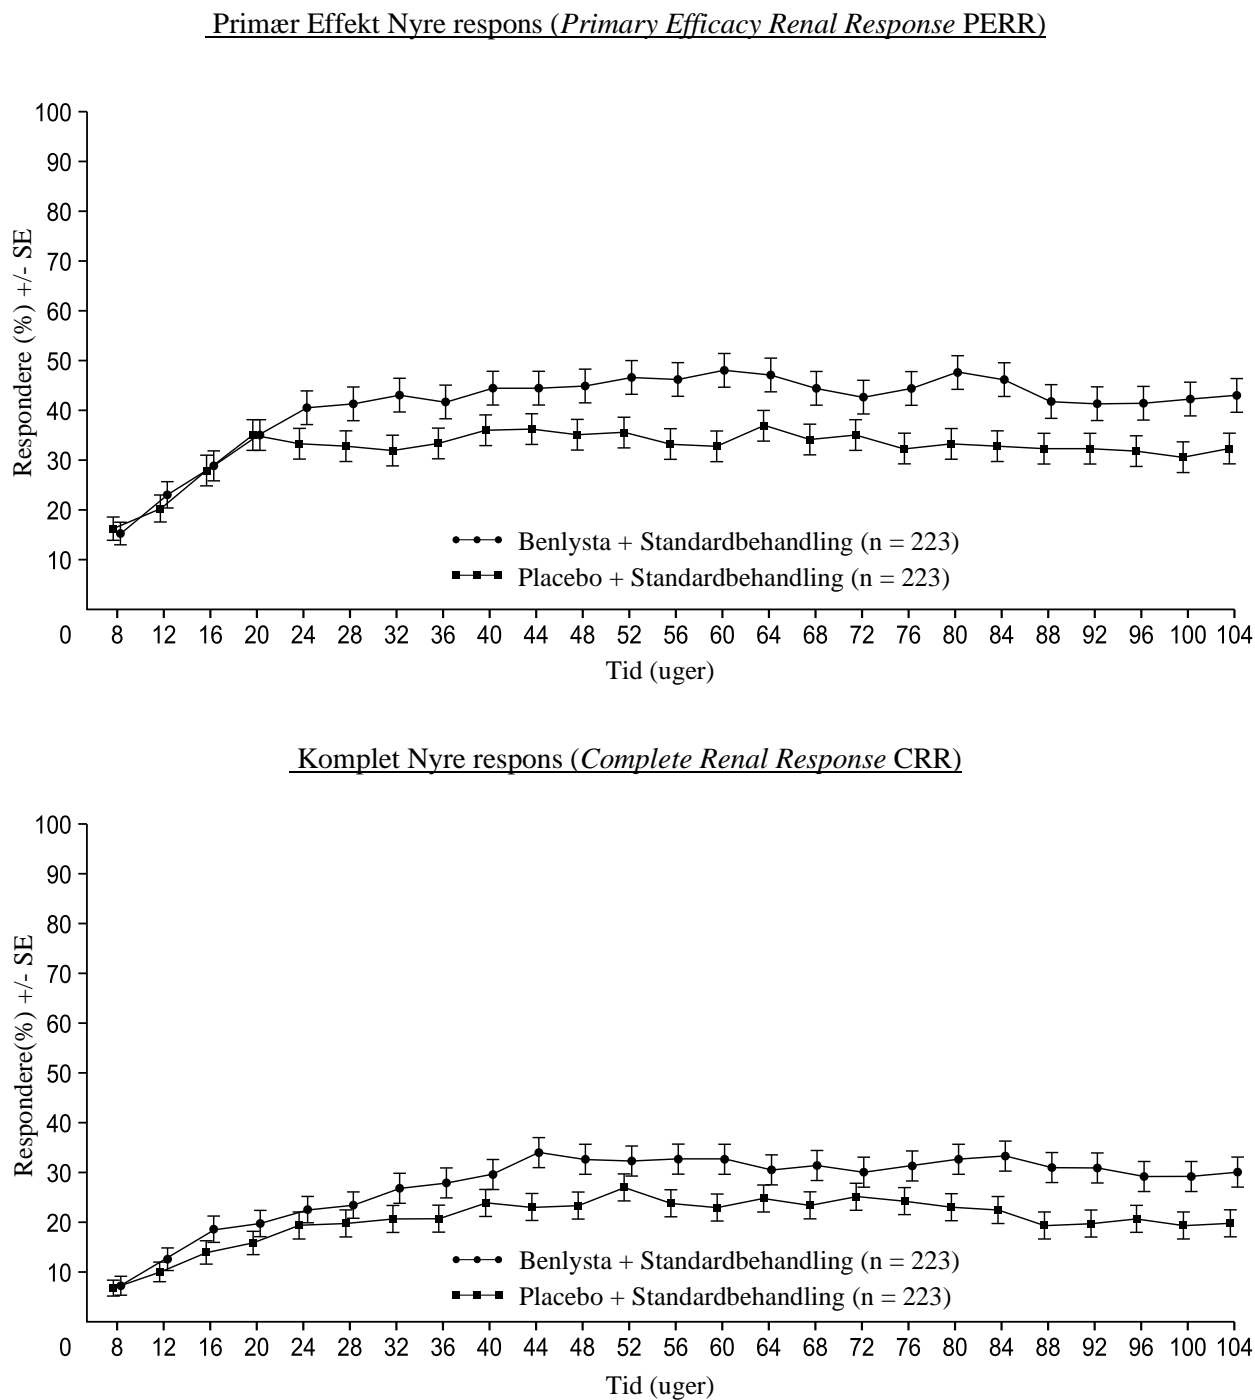 Primær Effekt Nyre respons (Primary Efficacy Renal Response PERR)
100
90
80
70
60
50
40
30
20
10
0
Respondere (%) +/- SE
Benlysta + Standardbehandling (n = 223)
Placebo + Standardbehandling (n = 223)
8 12 16 20 24 28 32 36 40 44 48 52 56 60 64 68 72 76 80 84 88 92 96 100 104
Tid (uger)
Komplet Nyre respons (Complete Renal Response CRR)
100
90
80
70
60
50
40
30
20
10
0
Respondere(%) +/- SE
Benlysta + Standardbehandling (n = 223)
Placebo + Standardbehandling (n = 223)
8 12 16 20 24 28 32 36 40 44 48 52 56 60 64 68 72 76 80 84 88 92 96 100 104
Tid (uger)